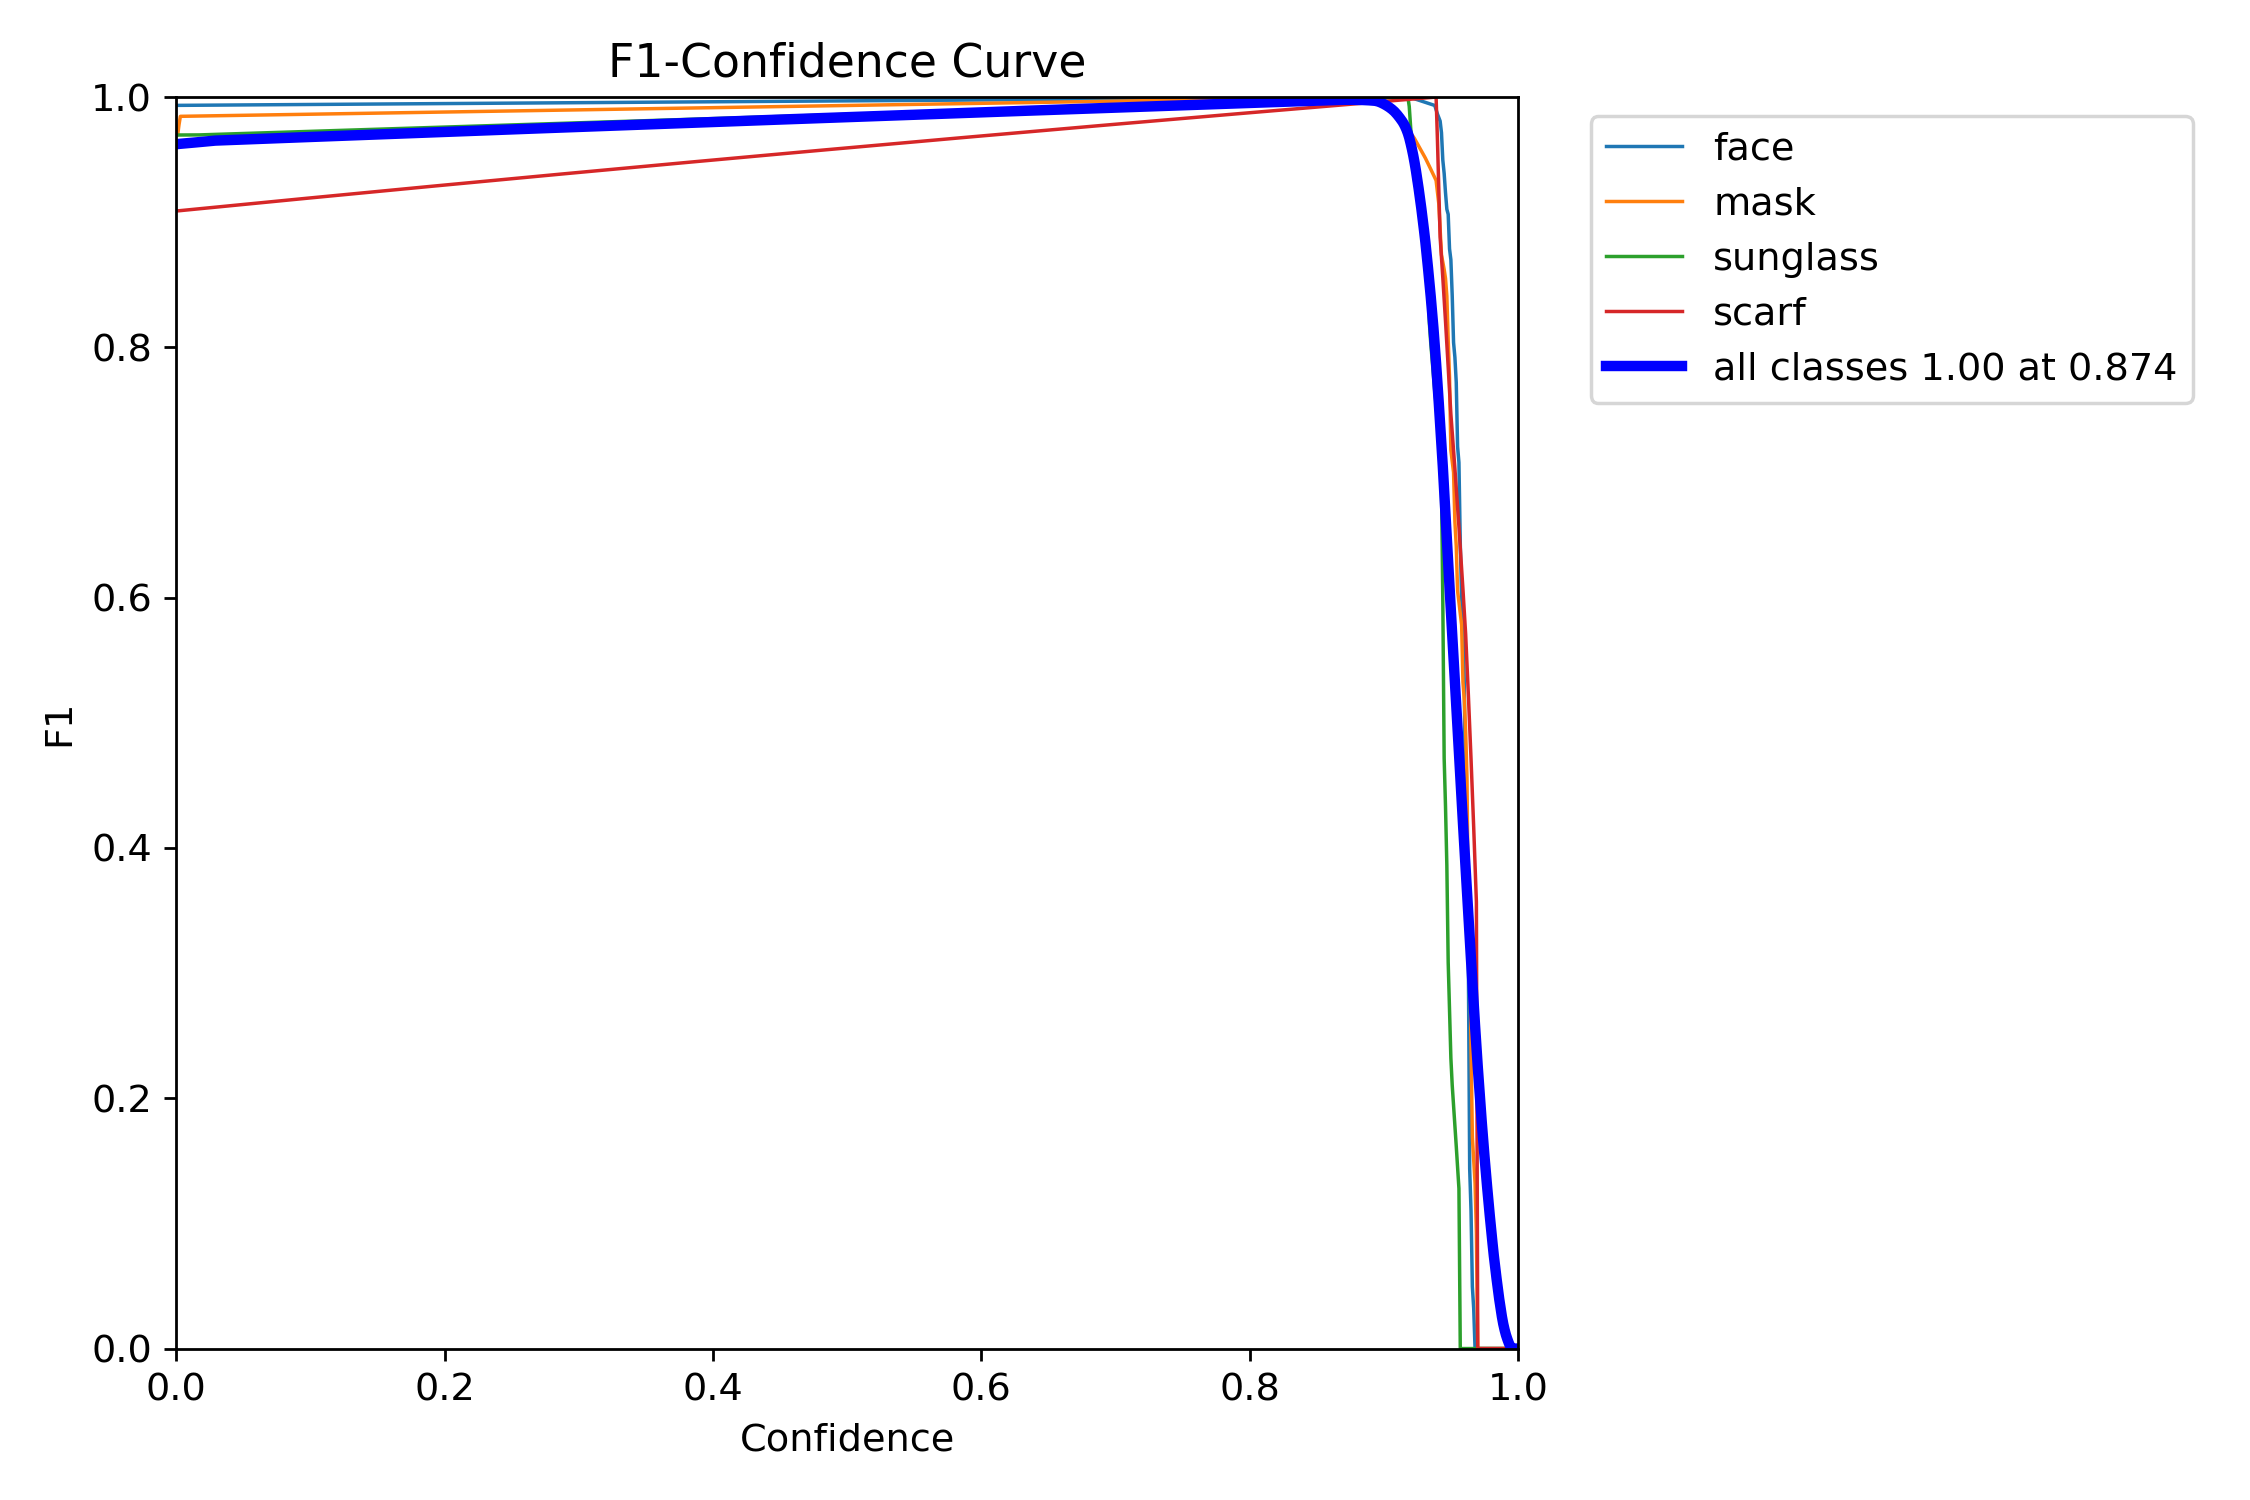 F1-Confidence Curve
1.0
0.8
0.6
0.4
0.2
0.0
F1
0.0 0.2 0.4 0.6 0.8 1.0
Confidence
face
mask
sunglass
scarf
all classes 1.00 at 0.874